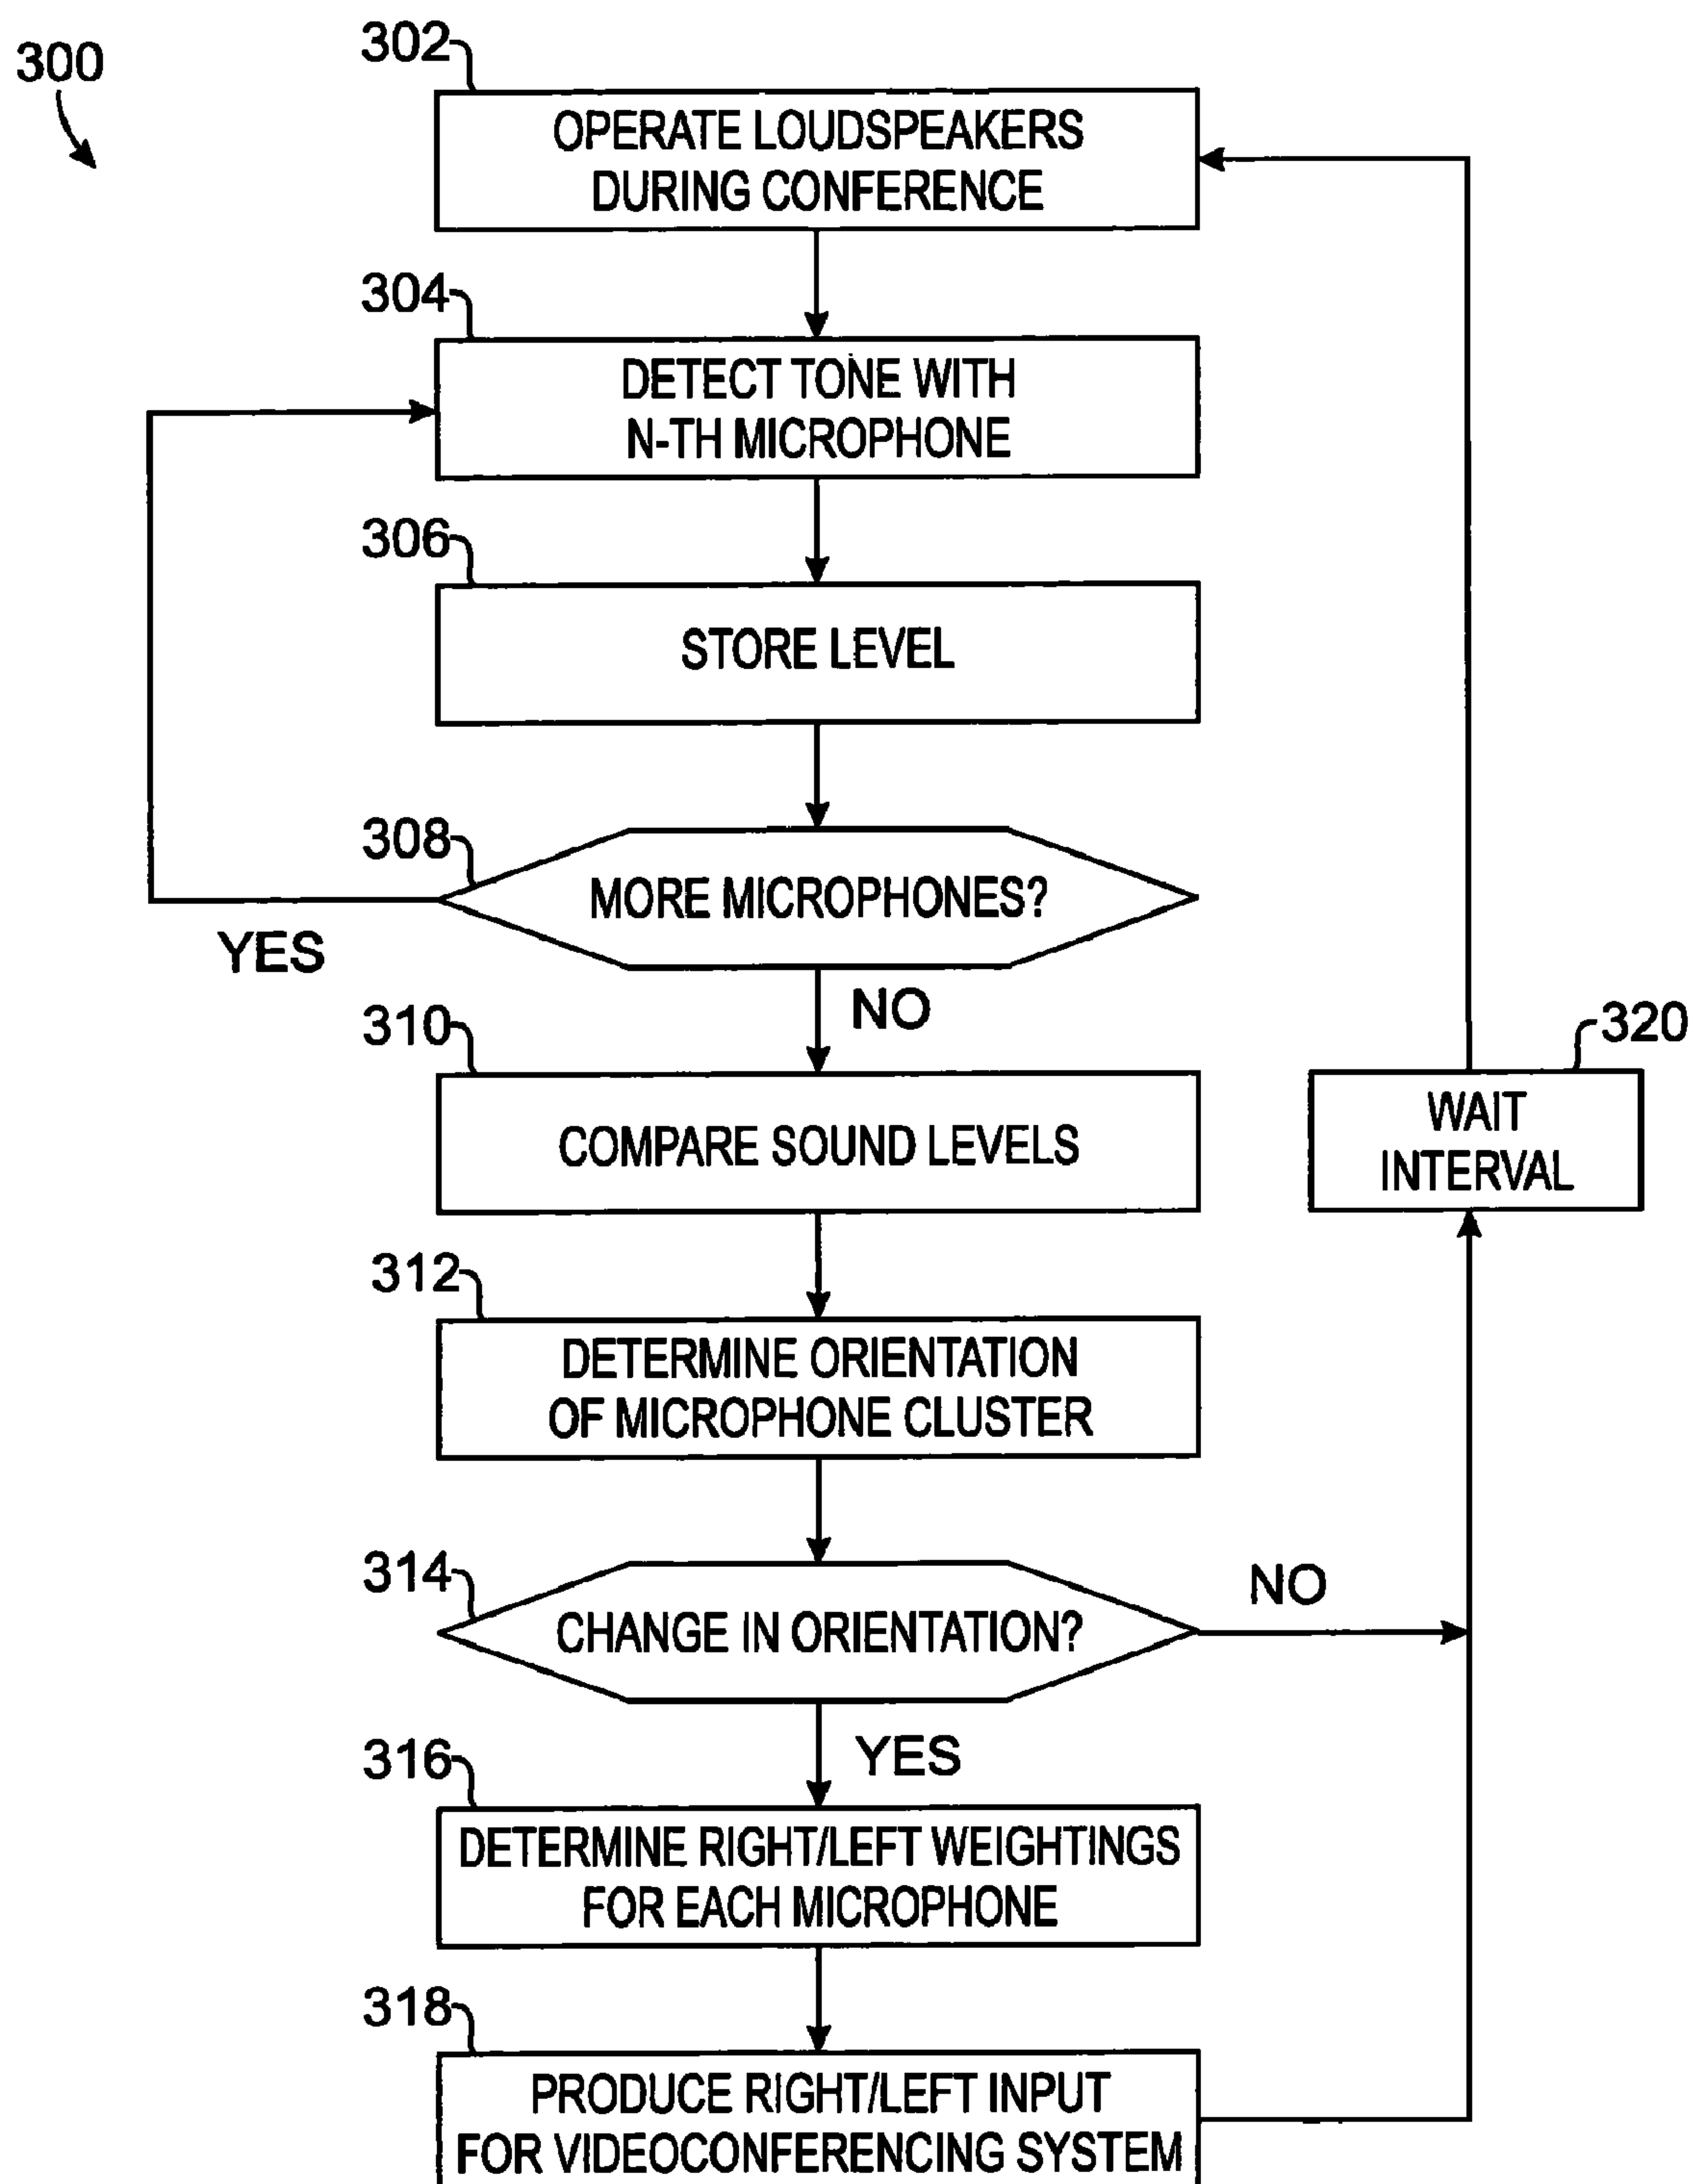 300
302
OPERATE LOUDSPEAKERS
DURING CONFERENCE
304
DETECT TONE WITH
N-TH MICROPHONE
306
STORE LEVEL
308
MORE MICROPHONES?
YES
NO
310
COMPARE SOUND LEVELS
320
WAIT
INTERVAL
312
DETERMINE ORIENTATION
OF MICROPHONE CLUSTER
314
CHANGE IN ORIENTATION?
NO
YES
316
DETERMINE RIGHT/LEFT WEIGHTINGS
FOR EACH MICROPHONE
318
PRODUCE RIGHT/LEFT INPUT
FOR VIDEOCONFERENCING SYSTEM